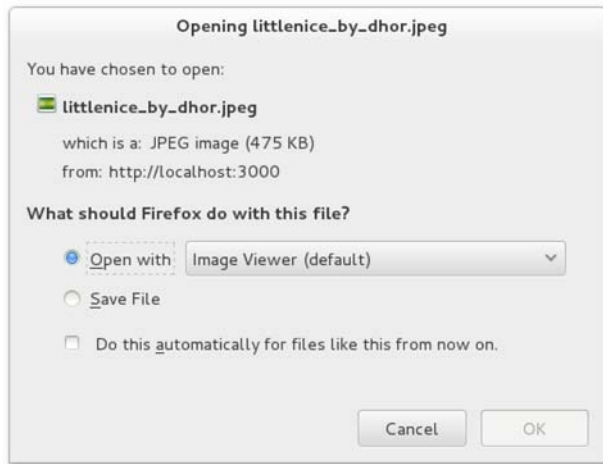 Opening littlenice_by_dhor.jpeg
You have chosen to open:
littlenice_by_dhor.jpeg
which is a: JPEG image (475 KB)
from: http://localhost:3000
What should Firefox do with this file?
Open with Image Viewer (default)
Save File
Do this automatically for files like this from now on.
Cancel OK